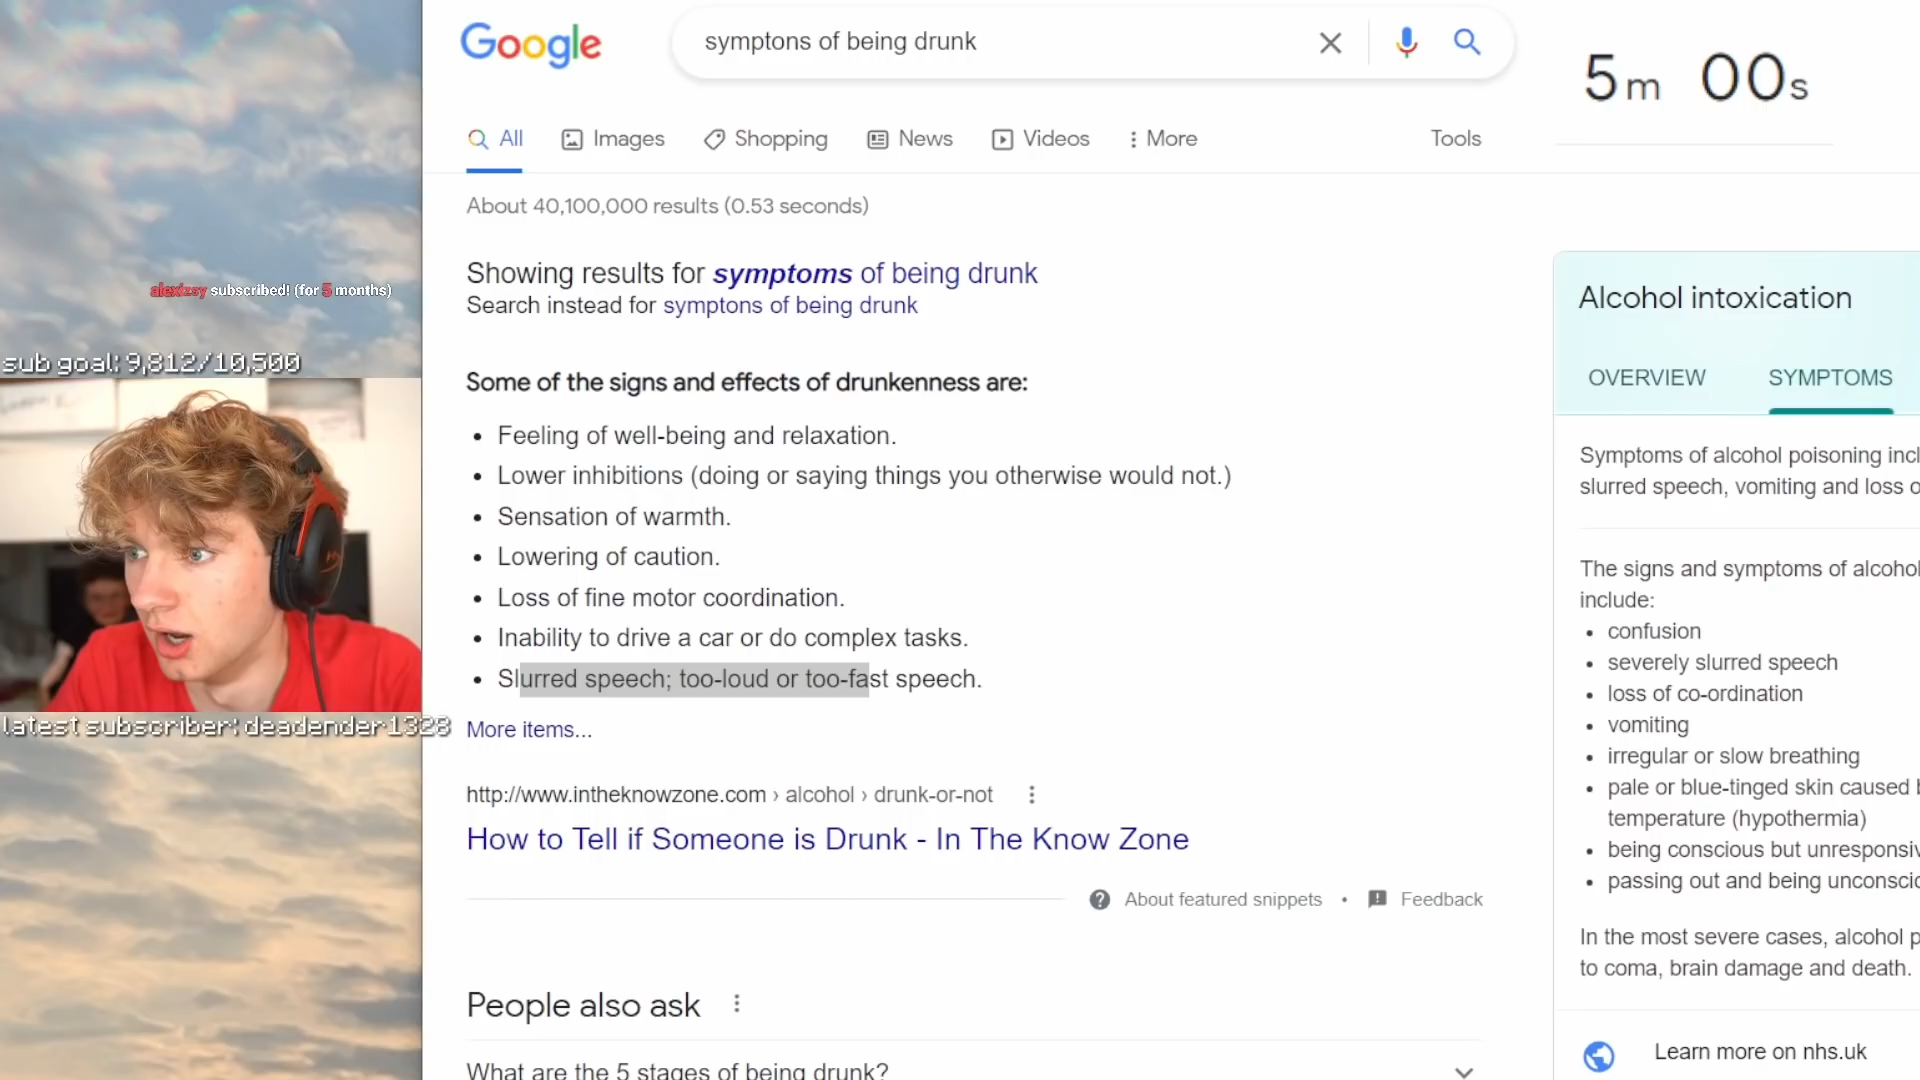 Google
symptons of being drunk
5m 00s
All
Images
Shopping
News
Videos
More
Tools
About 40,100,000 results (0.53 seconds)
Showing results for symptoms of being drunk
Search instead for symptons of being drunk
Some of the signs and effects of drunkenness are:
Feeling of well-being and relaxation.
Lower inhibitions (doing or saying things you otherwise would not.)
Sensation of warmth.
Lowering of caution.
Loss of fine motor coordination.
Inability to drive a car or do complex tasks.
Slurred speech; too-loud or too-fast speech.
More items...
http://www.intheknowzone.com › alcohol › drunk-or-not
How to Tell if Someone is Drunk - In The Know Zone
About featured snippets • Feedback
People also ask
What are the 5 stages of being drunk?
Alcohol intoxication
OVERVIEW
SYMPTOMS
Symptoms of alcohol poisoning incl
slurred speech, vomiting and loss o
The signs and symptoms of alcohol
include:
confusion
severely slurred speech
loss of co-ordination
vomiting
irregular or slow breathing
pale or blue-tinged skin caused b
temperature (hypothermia)
being conscious but unresponsiv
passing out and being unconscio
In the most severe cases, alcohol p
to coma, brain damage and death.
Learn more on nhs.uk
alexizsy subscribed! (for 5 months)
sub goal: 9,812/10,500
latest subscriber: deadender1328